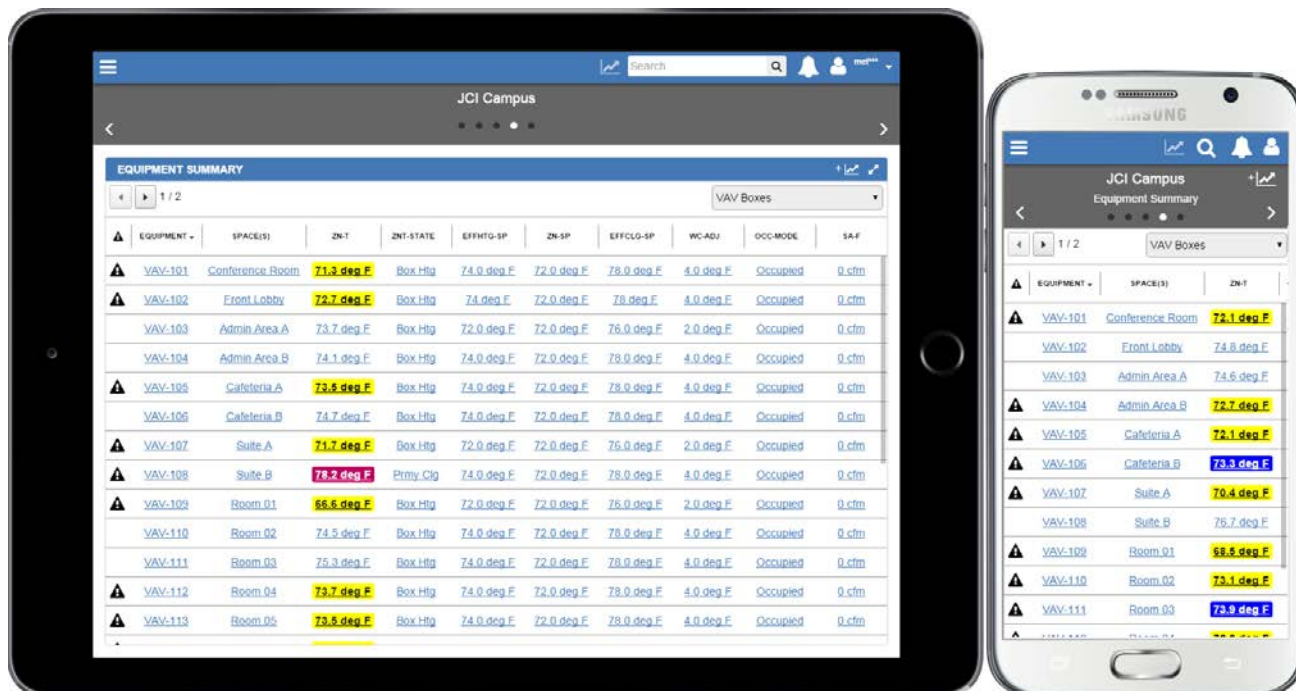 Search
met***
JCI Campus
EQUIPMENT SUMMARY
1 / 2
VAV Boxes
EQUIPMENT SPACE(S) ZN-T ZNT-STATE EFFHTG-SP ZN-SP EFFCLG-SP WC-ADJ OCC-MODE SA-F
VAV-101 Conference Room 71.3 deg F Box Htg 74.0 deg F 72.0 deg F 78.0 deg F 4.0 deg F Occupied 0 cfm
VAV-102 Front Lobby 72.7 deg F Box Htg 74 deg F 72.0 deg F 78 deg F 4.0 deg F Occupied 0 cfm
VAV-103 Admin Area A 73.7 deg F Box Htg 72.0 deg F 72.0 deg F 76.0 deg F 2.0 deg F Occupied 0 cfm
VAV-104 Admin Area B 74.1 deg F Box Htg 74.0 deg F 72.0 deg F 78.0 deg F 4.0 deg F Occupied 0 cfm
VAV-105 Cafeteria A 73.5 deg F Box Htg 74.0 deg F 72.0 deg F 78.0 deg F 4.0 deg F Occupied 0 cfm
VAV-106 Cafeteria B 74.7 deg F Box Htg 74.0 deg F 72.0 deg F 78.0 deg F 4.0 deg F Occupied 0 cfm
VAV-107 Suite A 71.7 deg F Box Htg 72.0 deg F 72.0 deg F 76.0 deg F 2.0 deg F Occupied 0 cfm
VAV-108 Suite B 78.2 deg F Prmy Clg 74.0 deg F 72.0 deg F 78.0 deg F 4.0 deg F Occupied 0 cfm
VAV-109 Room 01 66.6 deg F Box Htg 72.0 deg F 72.0 deg F 76.0 deg F 2.0 deg F Occupied 0 cfm
VAV-110 Room 02 74.5 deg F Box Htg 74.0 deg F 72.0 deg F 78.0 deg F 4.0 deg F Occupied 0 cfm
VAV-111 Room 03 75.3 deg F Box Htg 74.0 deg F 72.0 deg F 78.0 deg F 4.0 deg F Occupied 0 cfm
VAV-112 Room 04 73.7 deg F Box Htg 74.0 deg F 72.0 deg F 78.0 deg F 4.0 deg F Occupied 0 cfm
VAV-113 Room 05 73.5 deg F Box Htg 74.0 deg F 72.0 deg F 78.0 deg F 4.0 deg F Occupied 0 cfm
SAMSUNG
JCI Campus
Equipment Summary
1 / 2
VAV Boxes
EQUIPMENT SPACE(S) ZN-T
VAV-101 Conference Room 72.1 deg F
VAV-102 Front Lobby 74.8 deg F
VAV-103 Admin Area A 74.6 deg F
VAV-104 Admin Area B 72.7 deg F
VAV-105 Cafeteria A 72.1 deg F
VAV-106 Cafeteria B 73.3 deg F
VAV-107 Suite A 70.4 deg F
VAV-108 Suite B 76.7 deg F
VAV-109 Room 01 68.5 deg F
VAV-110 Room 02 73.1 deg F
VAV-111 Room 03 73.9 deg F